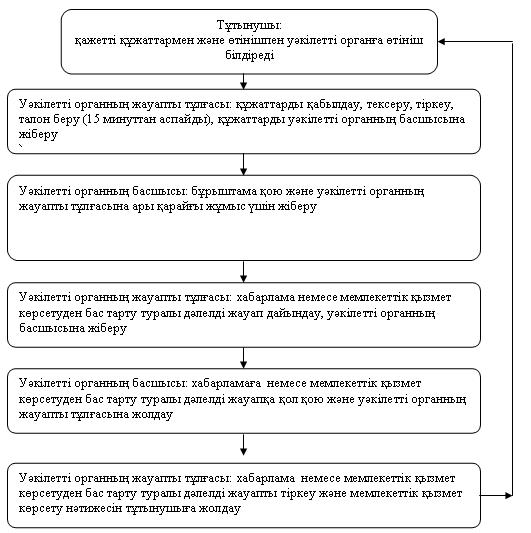 Тұтынушы:
қажетті құжаттармен және өтінішпен уәкілетті органға өтініш
білдіреді
Уәкілетті органның жауапты тұлғасы: құжаттарды қабылдау, тексеру, тіркеу,
талон беру (15 минуттан аспайды), құжаттарды уәкілетті органның басшысына
жіберу
`
Уәкілетті органның басшысы: бұрыштама қою және уәкілетті органның
жауапты тұлғасына ары қарайғы жұмыс үшін жіберу
Уәкілетті органның жауапты тұлғасы: хабарлама немесе мемлекеттік қызмет
көрсетуден бас тарту туралы дәлелді жауап дайындау, уәкілетті органның
басшысына жіберу
Уәкілетті органның басшысы: хабарламаға немесе мемлекеттік қызмет
көрсетуден бас тарту туралы дәлелді жауапқа қол қою және уәкілетті органның
жауапты тұлғасына жолдау
Уәкілетті органның жауапты тұлғасы: хабарлама немесе мемлекеттік қызмет
көрсетуден бас тарту туралы дәлелді жауапты тіркеу және мемлекеттік қызмет
көрсету нәтижесін тұтынушыға жолдау